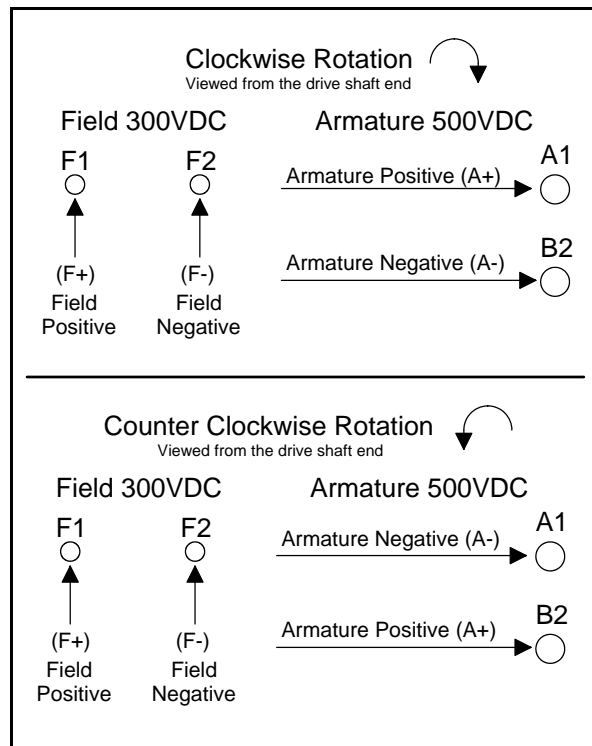 Clockwise Rotation
Viewed from the drive shaft end
Field 300VDC
Armature 500VDC
F1
F2
A1
Armature Positive (A+)
B2
Armature Negative (A-)
(F+)
Field
Positive
(F-)
Field
Negative
Counter Clockwise Rotation
Viewed from the drive shaft end
Field 300VDC
Armature 500VDC
F1
F2
A1
Armature Negative (A-)
B2
Armature Positive (A+)
(F+)
Field
Positive
(F-)
Field
Negative